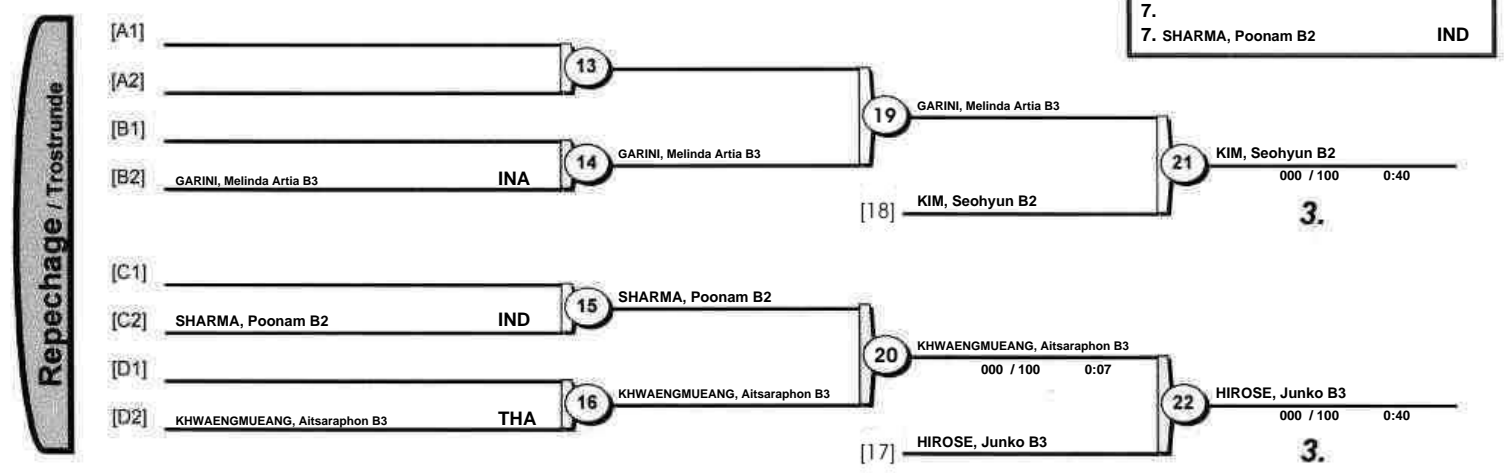 7.
7. SHARMA, Poonam B2 IND
Repechage / Trostrunde
[A1]
13
[A2]
[B1]
14 GARINI, Melinda Artia B3
[B2] GARINI, Melinda Artia B3 INA
19 GARINI, Melinda Artia B3
21 KIM, Seohyun B2
000 / 100 0:40
[18] KIM, Seohyun B2
3.
[C1]
15 SHARMA, Poonam B2
[C2] SHARMA, Poonam B2 IND
[D1]
16 KHWAENGMUEANG, Aitsaraphon B3
[D2] KHWAENGMUEANG, Aitsaraphon B3 THA
20 KHWAENGMUEANG, Aitsaraphon B3
000 / 100 0:07
22 HIROSE, Junko B3
000 / 100 0:40
[17] HIROSE, Junko B3
3.